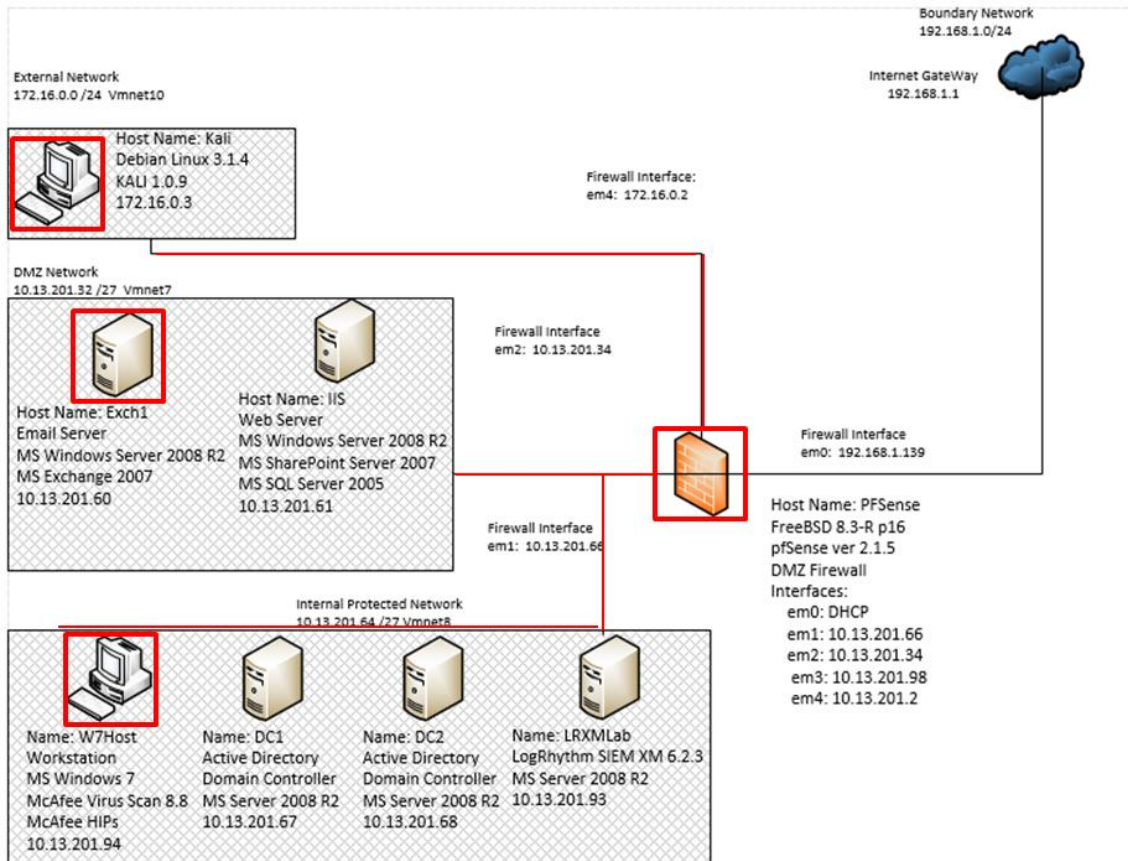 Boundary Network
192.168.1.0/24
Internet GateWay
192.168.1.1
External Network
172.16.0.0 /24 Vmnet10
Host Name: Kali
Debian Linux 3.1.4
KALI 1.0.9
172.16.0.3
Firewall Interface:
em4: 172.16.0.2
DMZ Network
10.13.201.32 /27 Vmnet7
Host Name: Exch1
Email Server
MS Windows Server 2008 R2
MS Exchange 2007
10.13.201.60
Host Name: IIS
Web Server
MS Windows Server 2008 R2
MS SharePoint Server 2007
MS SQL Server 2005
10.13.201.61
Firewall Interface
em2: 10.13.201.34
Firewall Interface
em0: 192.168.1.139
Firewall Interface
em1: 10.13.201.66
Host Name: PFSense
FreeBSD 8.3-R p16
pfSense ver 2.1.5
DMZ Firewall
Interfaces:
em0: DHCP
em1: 10.13.201.66
em2: 10.13.201.34
em3: 10.13.201.98
em4: 10.13.201.2
Internal Protected Network
10.13.201.64 /27 Vmnet8
Name: W7Host
Workstation
MS Windows 7
McAfee Virus Scan 8.8
McAfee HIPs
10.13.201.94
Name: DC1
Active Directory
Domain Controller
MS Server 2008 R2
10.13.201.67
Name: DC2
Active Directory
Domain Controller
MS Server 2008 R2
10.13.201.68
Name: LRXMLab
LogRhythm SIEM XM 6.2.3
MS Server 2008 R2
10.13.201.93